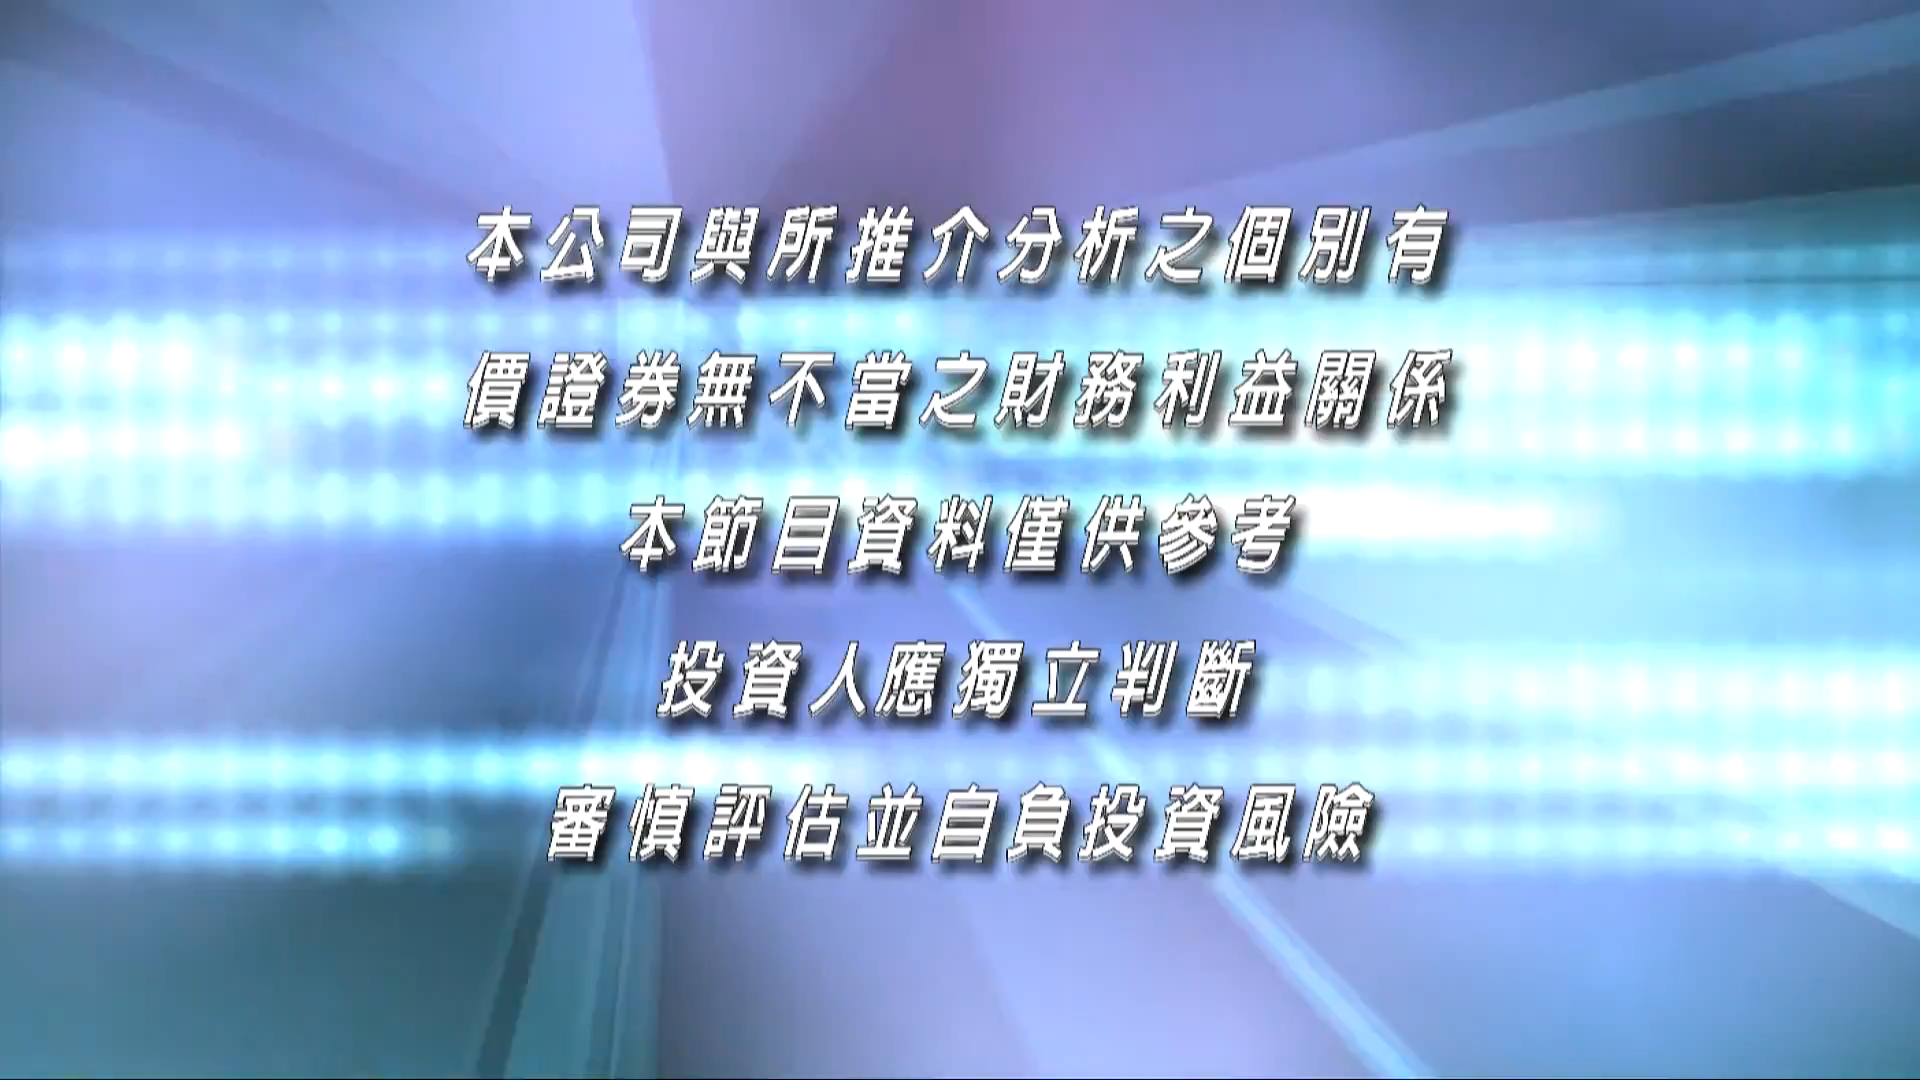 本公司與所推介分析之個別有
價證券無不當之財務利益關係
本節目資料僅供參考
投資人應獨立判斷
審慎評估並自負投資風險